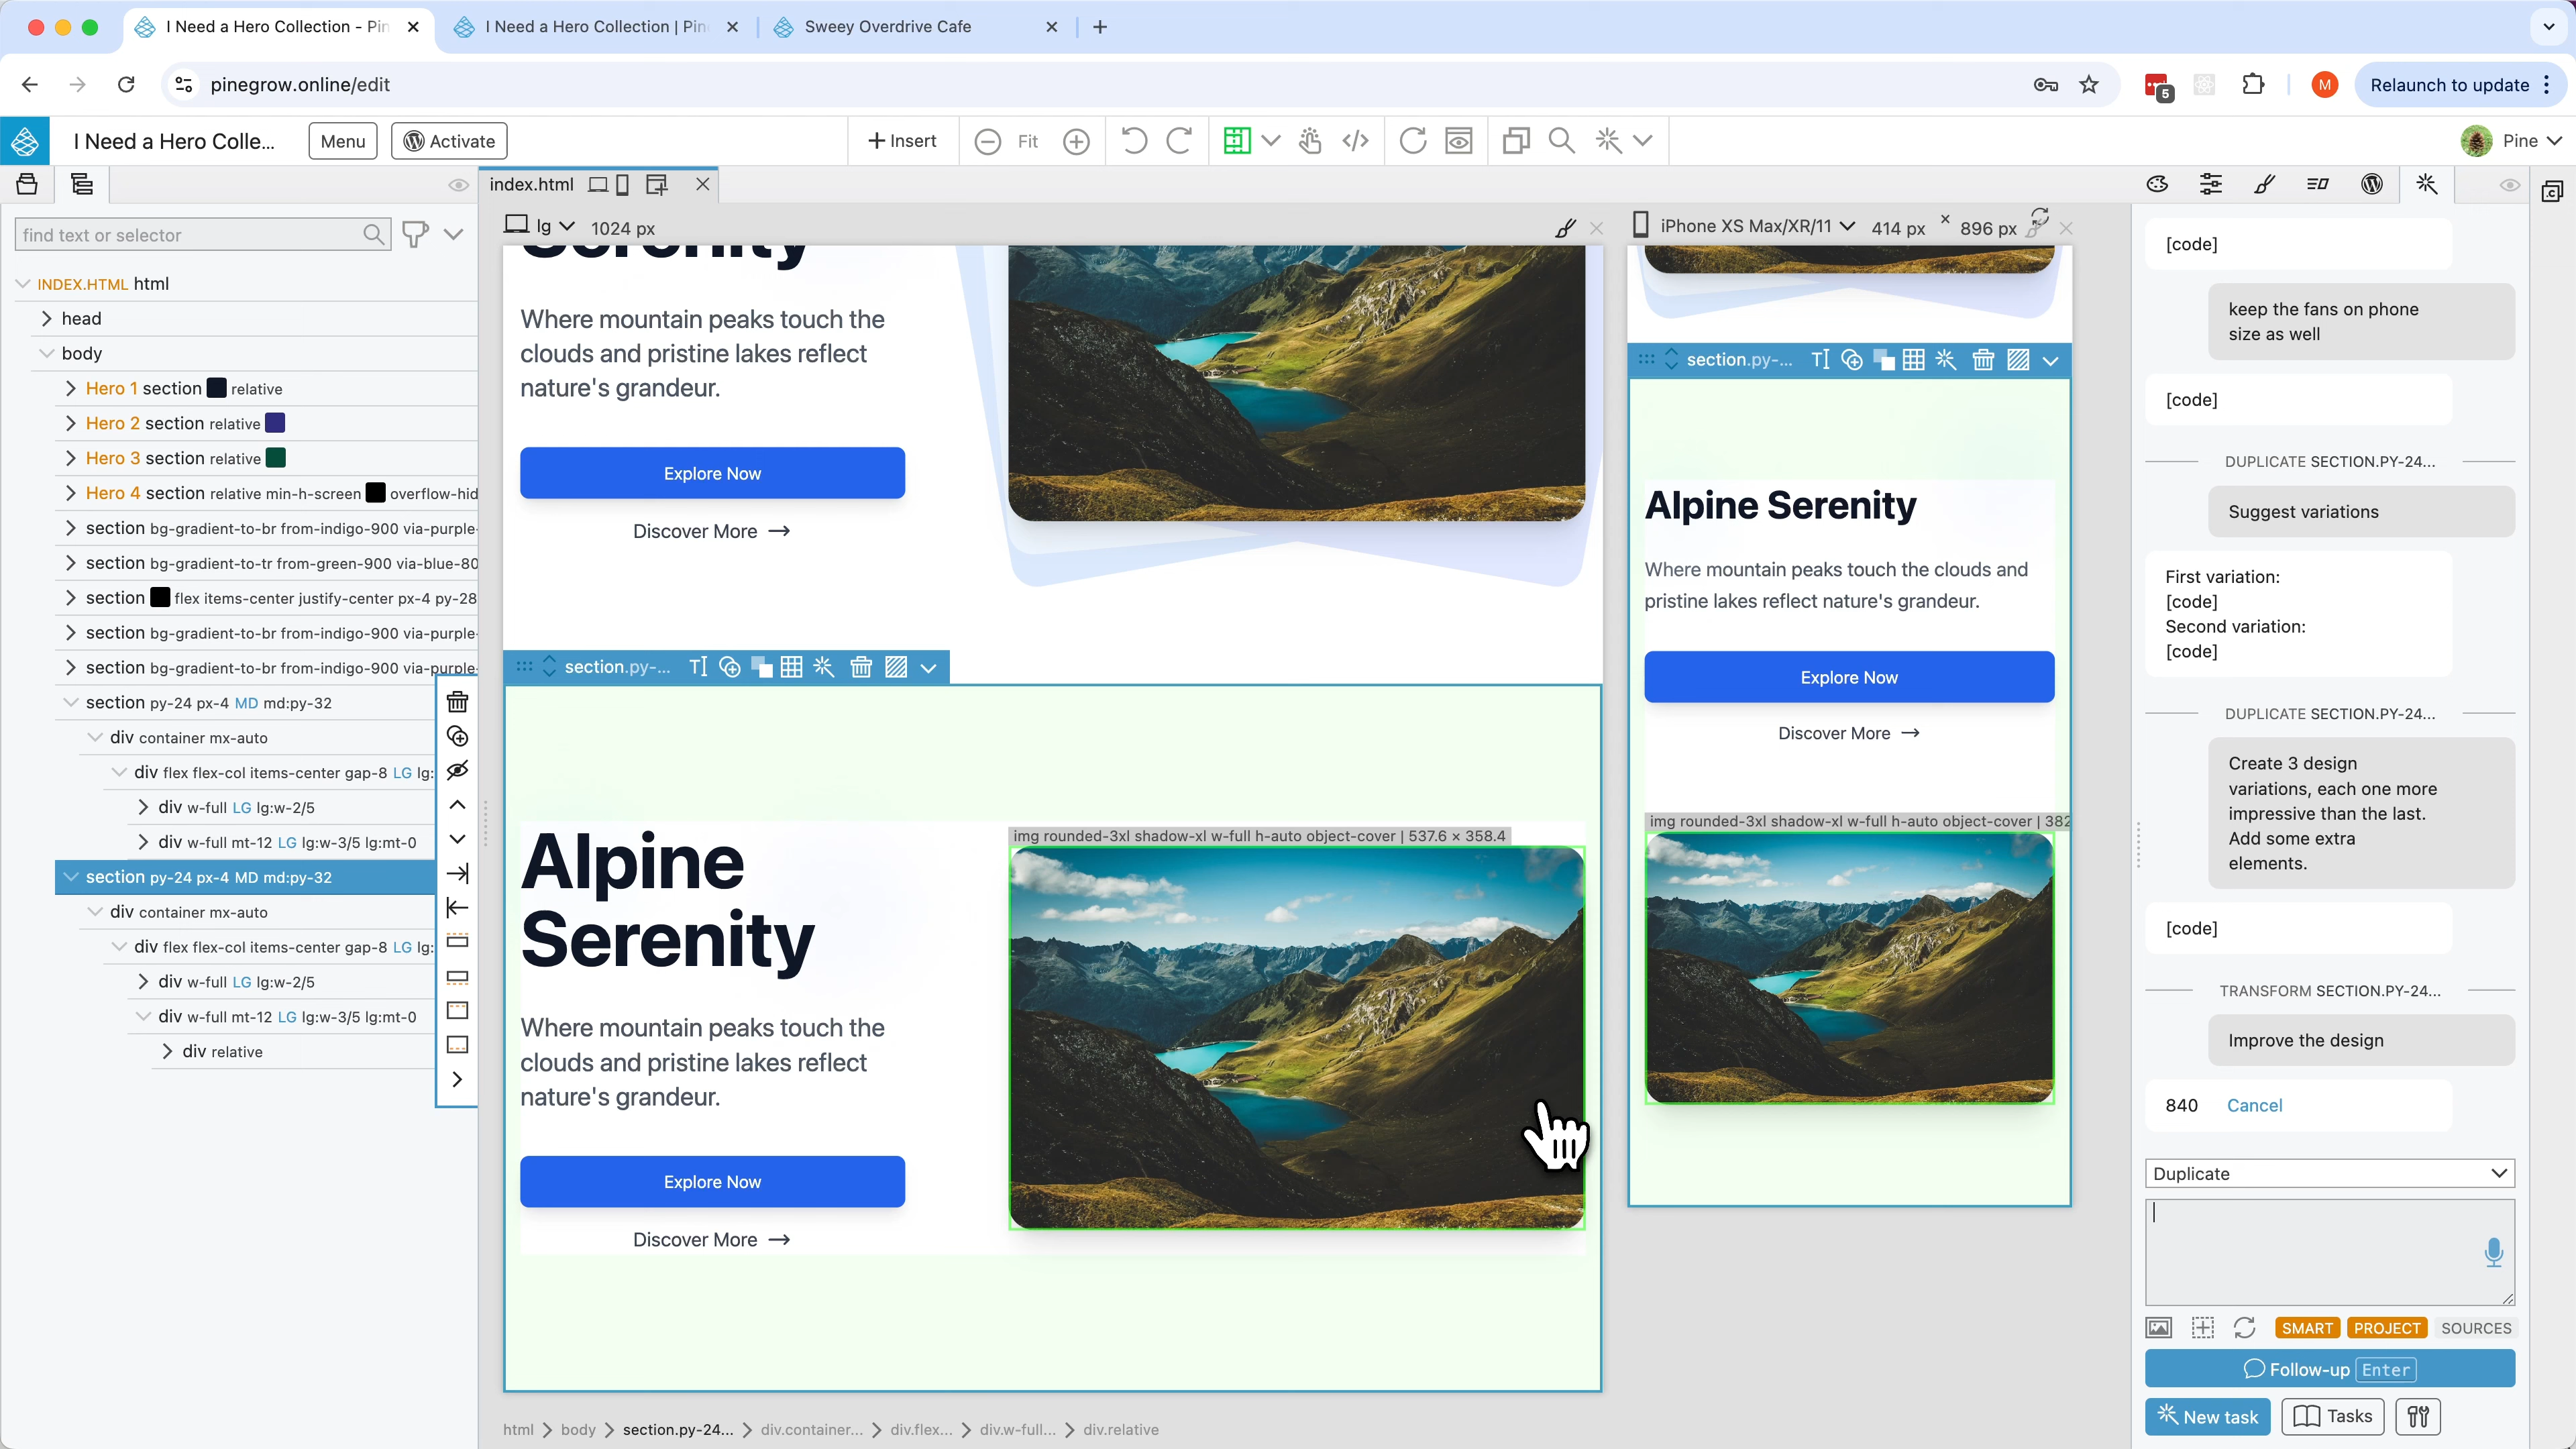 I Need a Hero Collection - Pin
I Need a Hero Collection | Pin
Sweey Overdrive Cafe
pinegrow.online/edit
5
M
Relaunch to update
I Need a Hero Colle...
Menu
Activate
Insert
Fit
Pine
index.html
find text or selector
lg
1024 px
iPhone XS Max/XR/11
414 px
×
896 px
INDEX.HTML html
head
body
Hero 1 section relative
Hero 2 section relative
Hero 3 section relative
Hero 4 section relative min-h-screen overflow-hid
section bg-gradient-to-br from-indigo-900 via-purple-
section bg-gradient-to-tr from-green-900 via-blue-80
section flex items-center justify-center px-4 py-28
section bg-gradient-to-br from-indigo-900 via-purple-
section bg-gradient-to-br from-indigo-900 via-purple-
section py-24 px-4 MD md:py-32
div container mx-auto
div flex flex-col items-center gap-8 LG lg:
div w-full LG lg:w-2/5
div w-full mt-12 LG lg:w-3/5 lg:mt-0
section py-24 px-4 MD md:py-32
div container mx-auto
div flex flex-col items-center gap-8 LG lg:
div w-full LG lg:w-2/5
div w-full mt-12 LG lg:w-3/5 lg:mt-0
div relative
Serenity
Where mountain peaks touch the
clouds and pristine lakes reflect
nature's grandeur.
Explore Now
Discover More →
section.py-...
Alpine
Serenity
Where mountain peaks touch the
clouds and pristine lakes reflect
nature's grandeur.
Explore Now
Discover More →
img rounded-3xl shadow-xl w-full h-auto object-cover | 537.6 × 358.4
section.py-...
Alpine Serenity
Where mountain peaks touch the clouds and
pristine lakes reflect nature's grandeur.
Explore Now
Discover More →
img rounded-3xl shadow-xl w-full h-auto object-cover | 382
html > body > section.py-24... > div.container... > div.flex... > div.w-full... > div.relative
[code]
keep the fans on phone
size as well
[code]
DUPLICATE SECTION.PY-24...
Suggest variations
First variation:
[code]
Second variation:
[code]
DUPLICATE SECTION.PY-24...
Create 3 design
variations, each one more
impressive than the last.
Add some extra
elements.
[code]
TRANSFORM SECTION.PY-24...
Improve the design
840 Cancel
Duplicate
SMART PROJECT SOURCES
Follow-up Enter
New task
Tasks